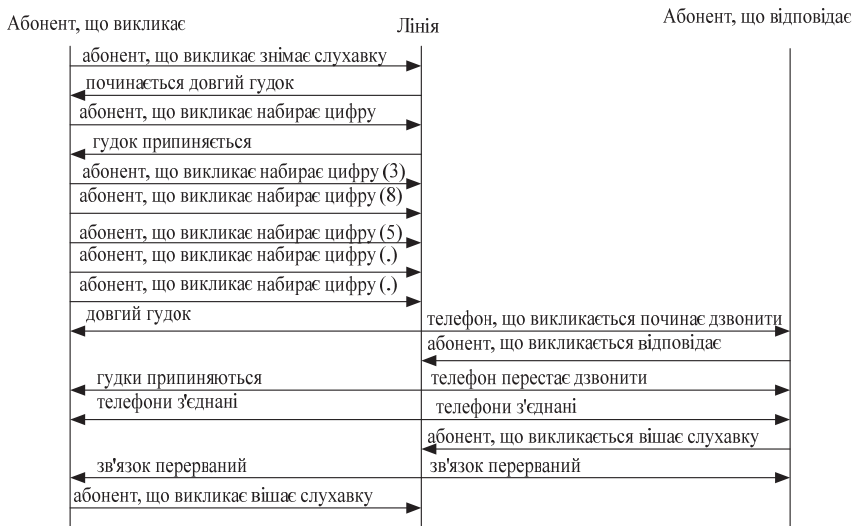 Абонент, що викликає
Лінія
Абонент, що відповідає
абонент, що викликає знімає слухавку
починається довгий гудок
абонент, що викликає набирає цифру
гудок припиняється
абонент, що викликає набирає цифру (3)
абонент, що викликає набирає цифру (8)
абонент, що викликає набирає цифру (5)
абонент, що викликає набирає цифру (.)
абонент, що викликає набирає цифру (.)
довгий гудок
телефон, що викликається починає дзвонити
абонент, що викликається відповідає
гудки припиняються
телефон перестає дзвонити
телефони з'єднані
телефони з'єднані
абонент, що викликається вішає слухавку
зв'язок перерваний
зв'язок перерваний
абонент, що викликає вішає слухавку